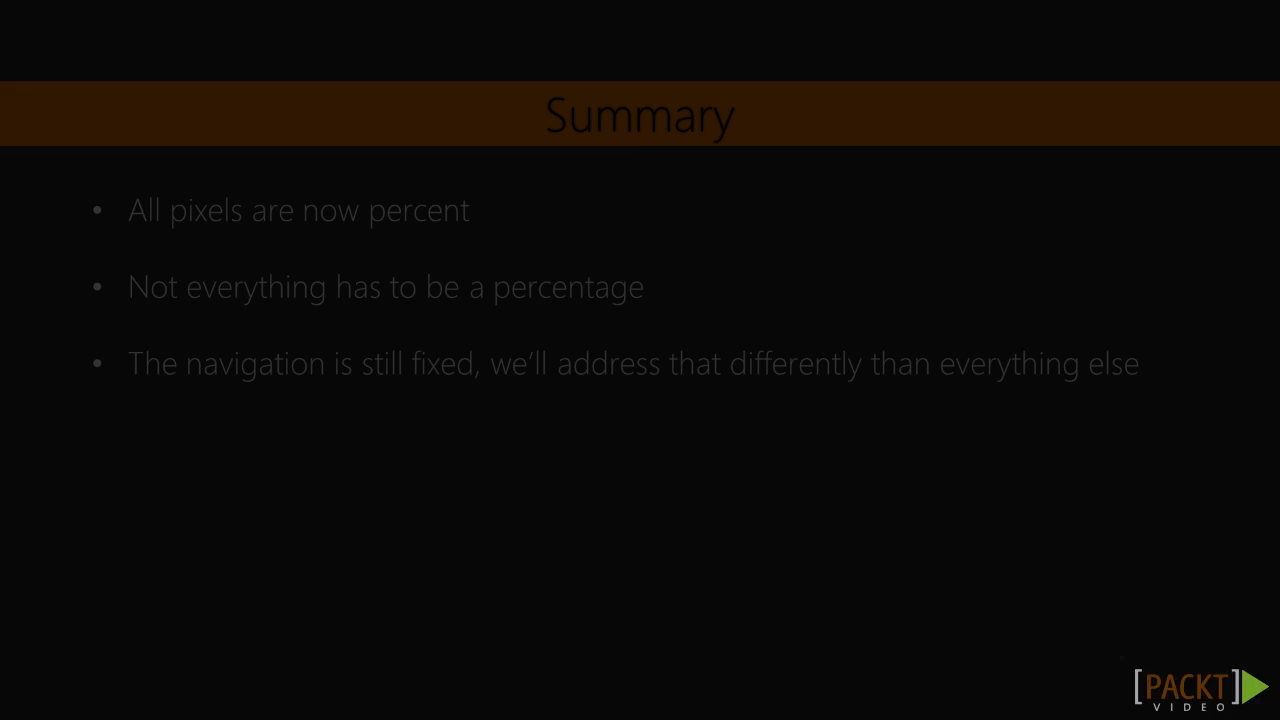 Summary
• All pixels are now percent
• Not everything has to be a percentage
• The navigation is still fixed, we’ll address that differently than everything else
[PACKT]
VIDEO